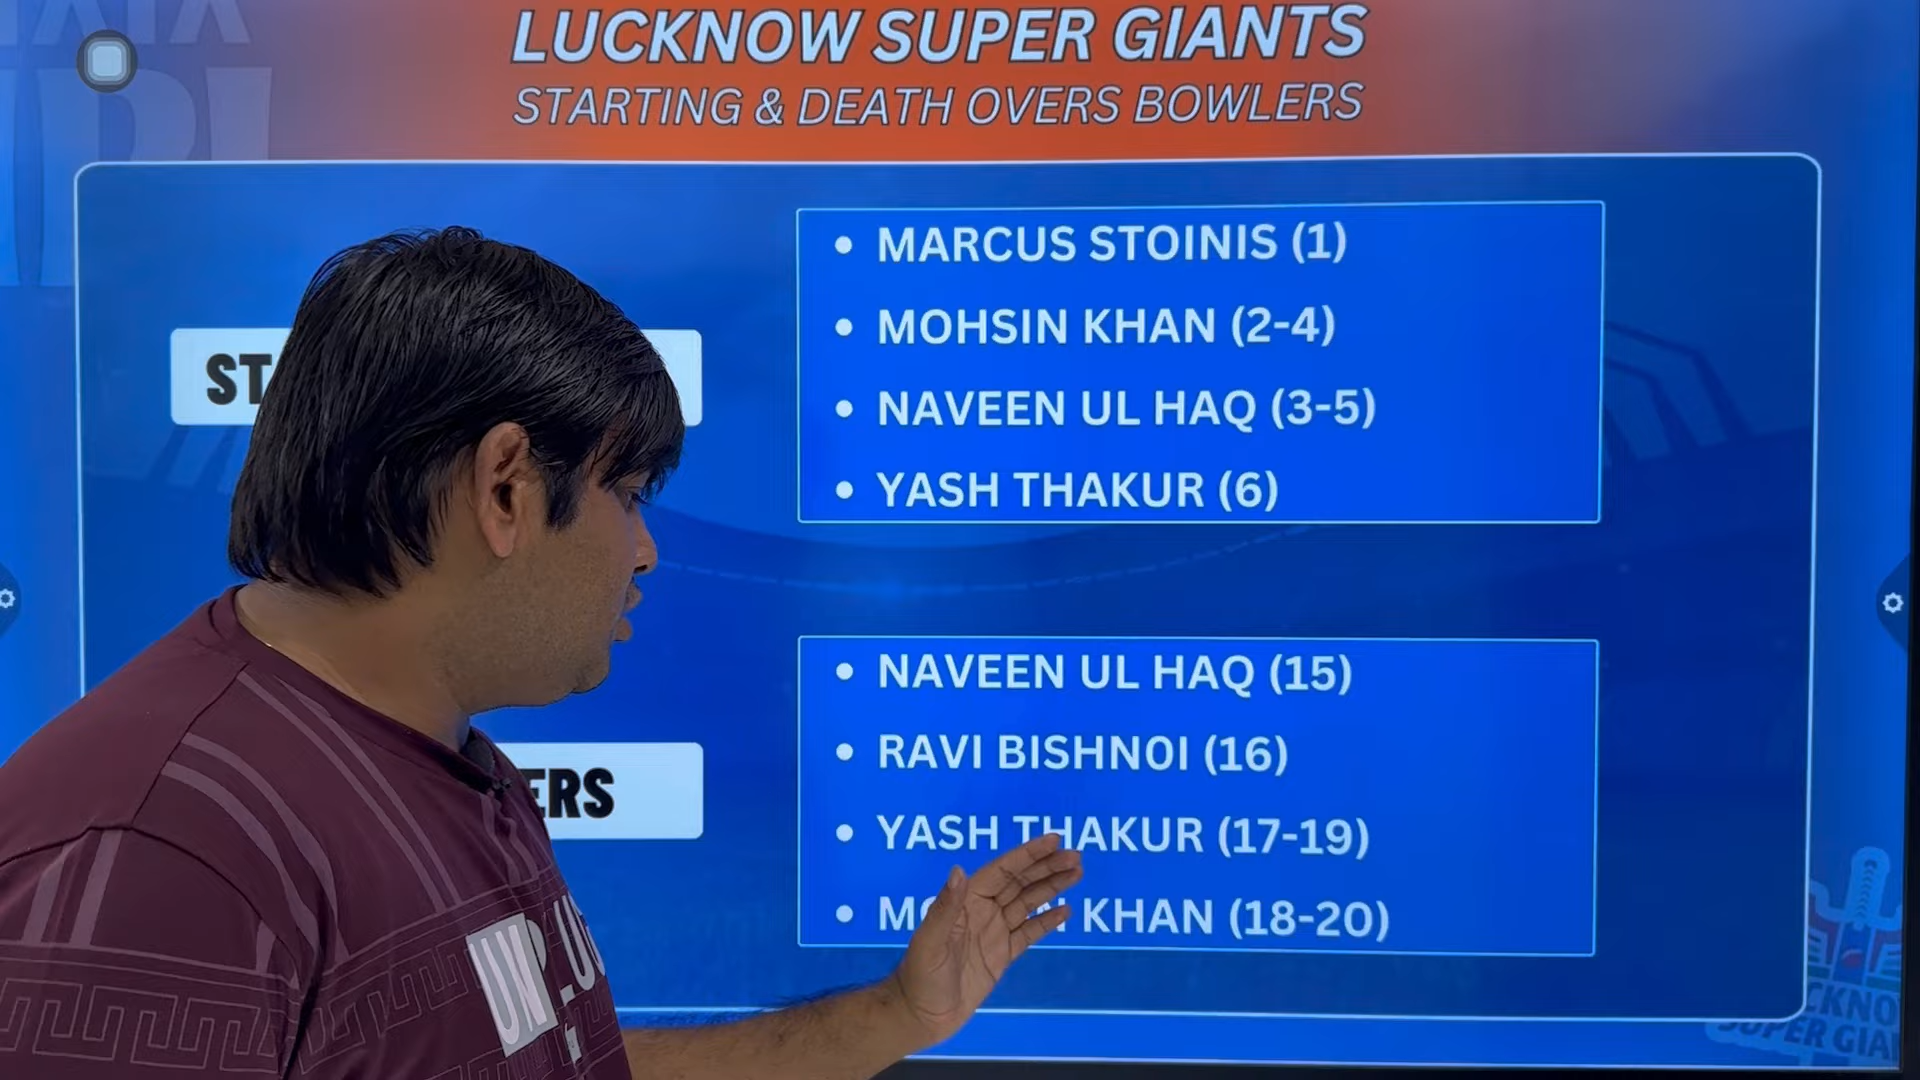 LUCKNOW SUPER GIANTS
STARTING & DEATH OVERS BOWLERS
• MARCUS STOINIS (1)
• MOHSIN KHAN (2-4)
• NAVEEN UL HAQ (3-5)
• YASH THAKUR (6)
• NAVEEN UL HAQ (15)
• RAVI BISHNOI (16)
• YASH THAKUR (17-19)
• KHAN (18-20)
SUPER